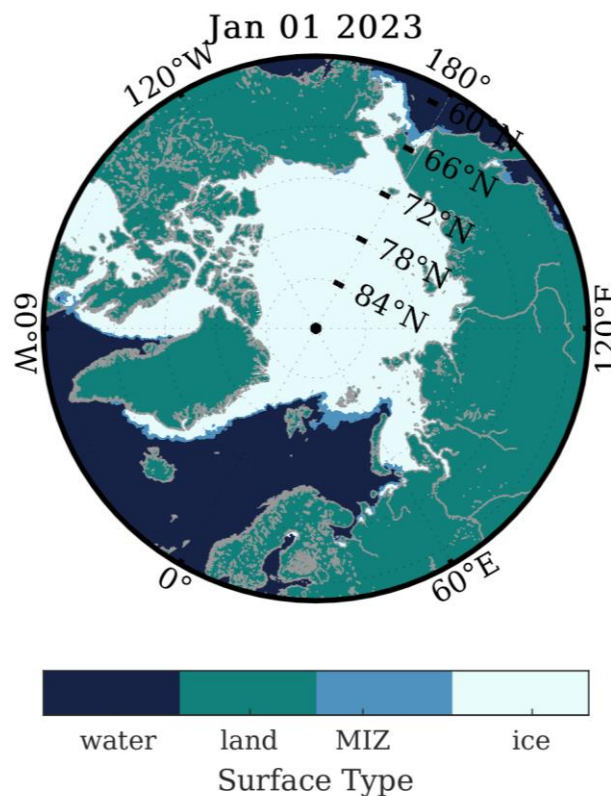 Jan 01 2023
120°W
180°
60°N
66°N
72°N
78°N
84°N
60°W
120°E
0°
60°E
water land MIZ ice
Surface Type